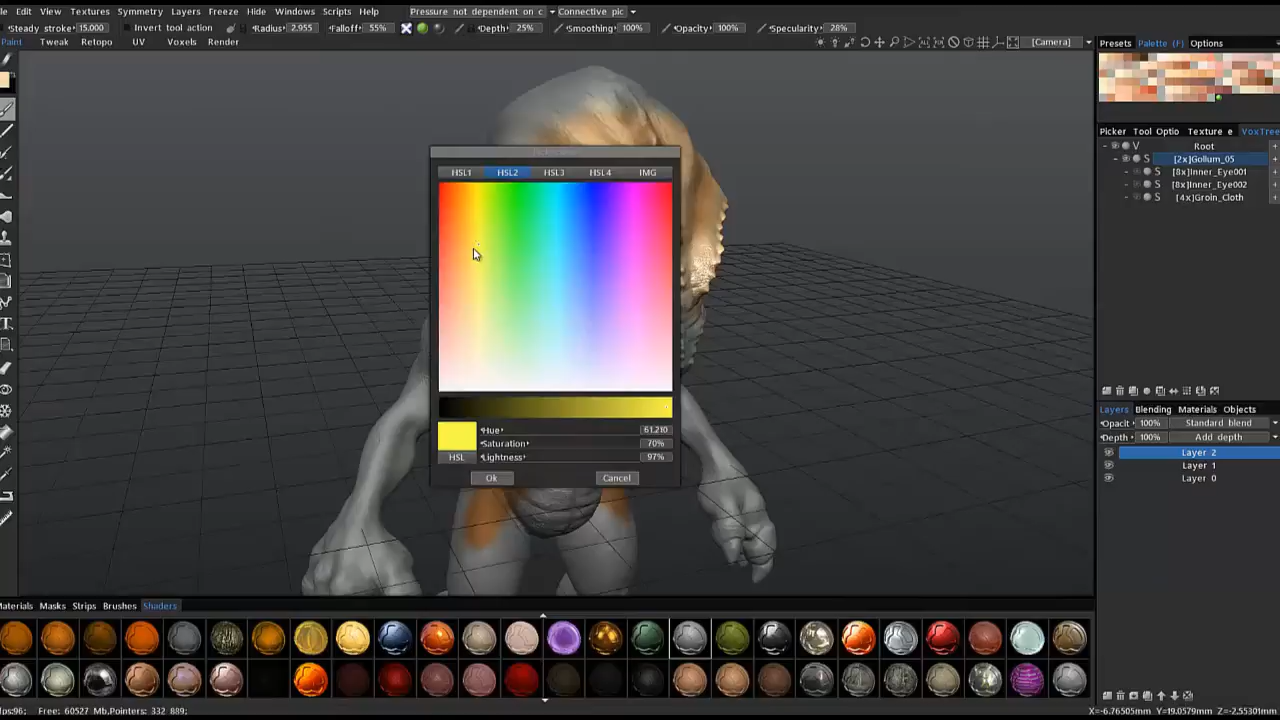 le Edit View Textures Symmetry Layers Freeze Hide Windows Scripts Help Pressure not dependent on c Connective pic
Steady stroke 15.000 Invert tool action Radius 2.955 Falloff 55% Depth 25% Smoothing 100% Opacity 100% Specularity 28%
Paint Tweak Retopo UV Voxels Render [Camera] Presets Palette (F) Options
Picker Tool Optio Texture e VoxTree
Root
[2x]Gollum_05
[8x]Inner_Eye001
[8x]Inner_Eye002
[4x]Groin_Cloth
HSL1 HSL2 HSL3 HSL4 IMG
Hue 61.210
Saturation 70%
HSL Lightness 97%
Ok Cancel
Layers Blending Materials Objects
Opacit 100% Standard blend
Depth 100% Add depth
Layer 2
Layer 1
Layer 0
Materials Masks Strips Brushes Shaders
fps96; Free: 60527 Mb,Pointers: 332 889; X=-6.76505mm Y=19.0579mm Z=-2.55301mm